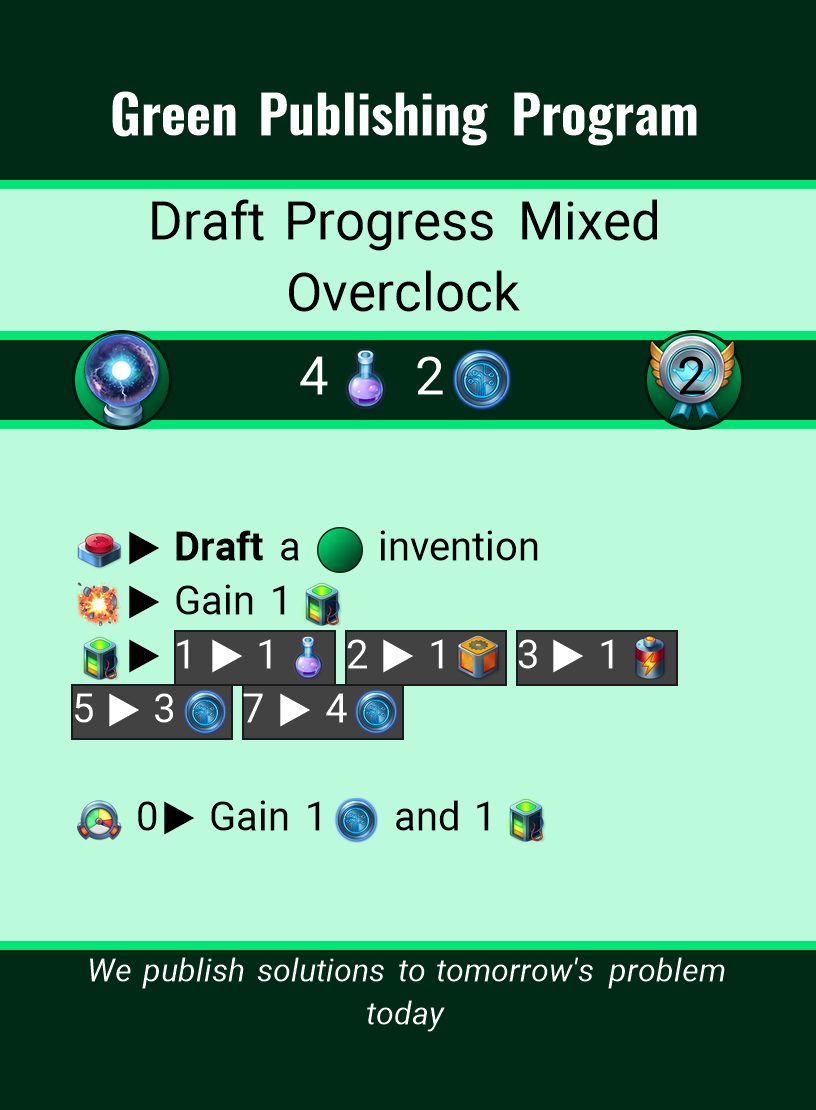 Green Publishing Program
Draft Progress Mixed
Overclock
4 2 2
Draft a invention
Gain 1
1 ▶ 1 2 ▶ 1 3 ▶ 1
5 ▶ 3 7 ▶ 4
0▶ Gain 1 and 1
We publish solutions to tomorrow's problem
today